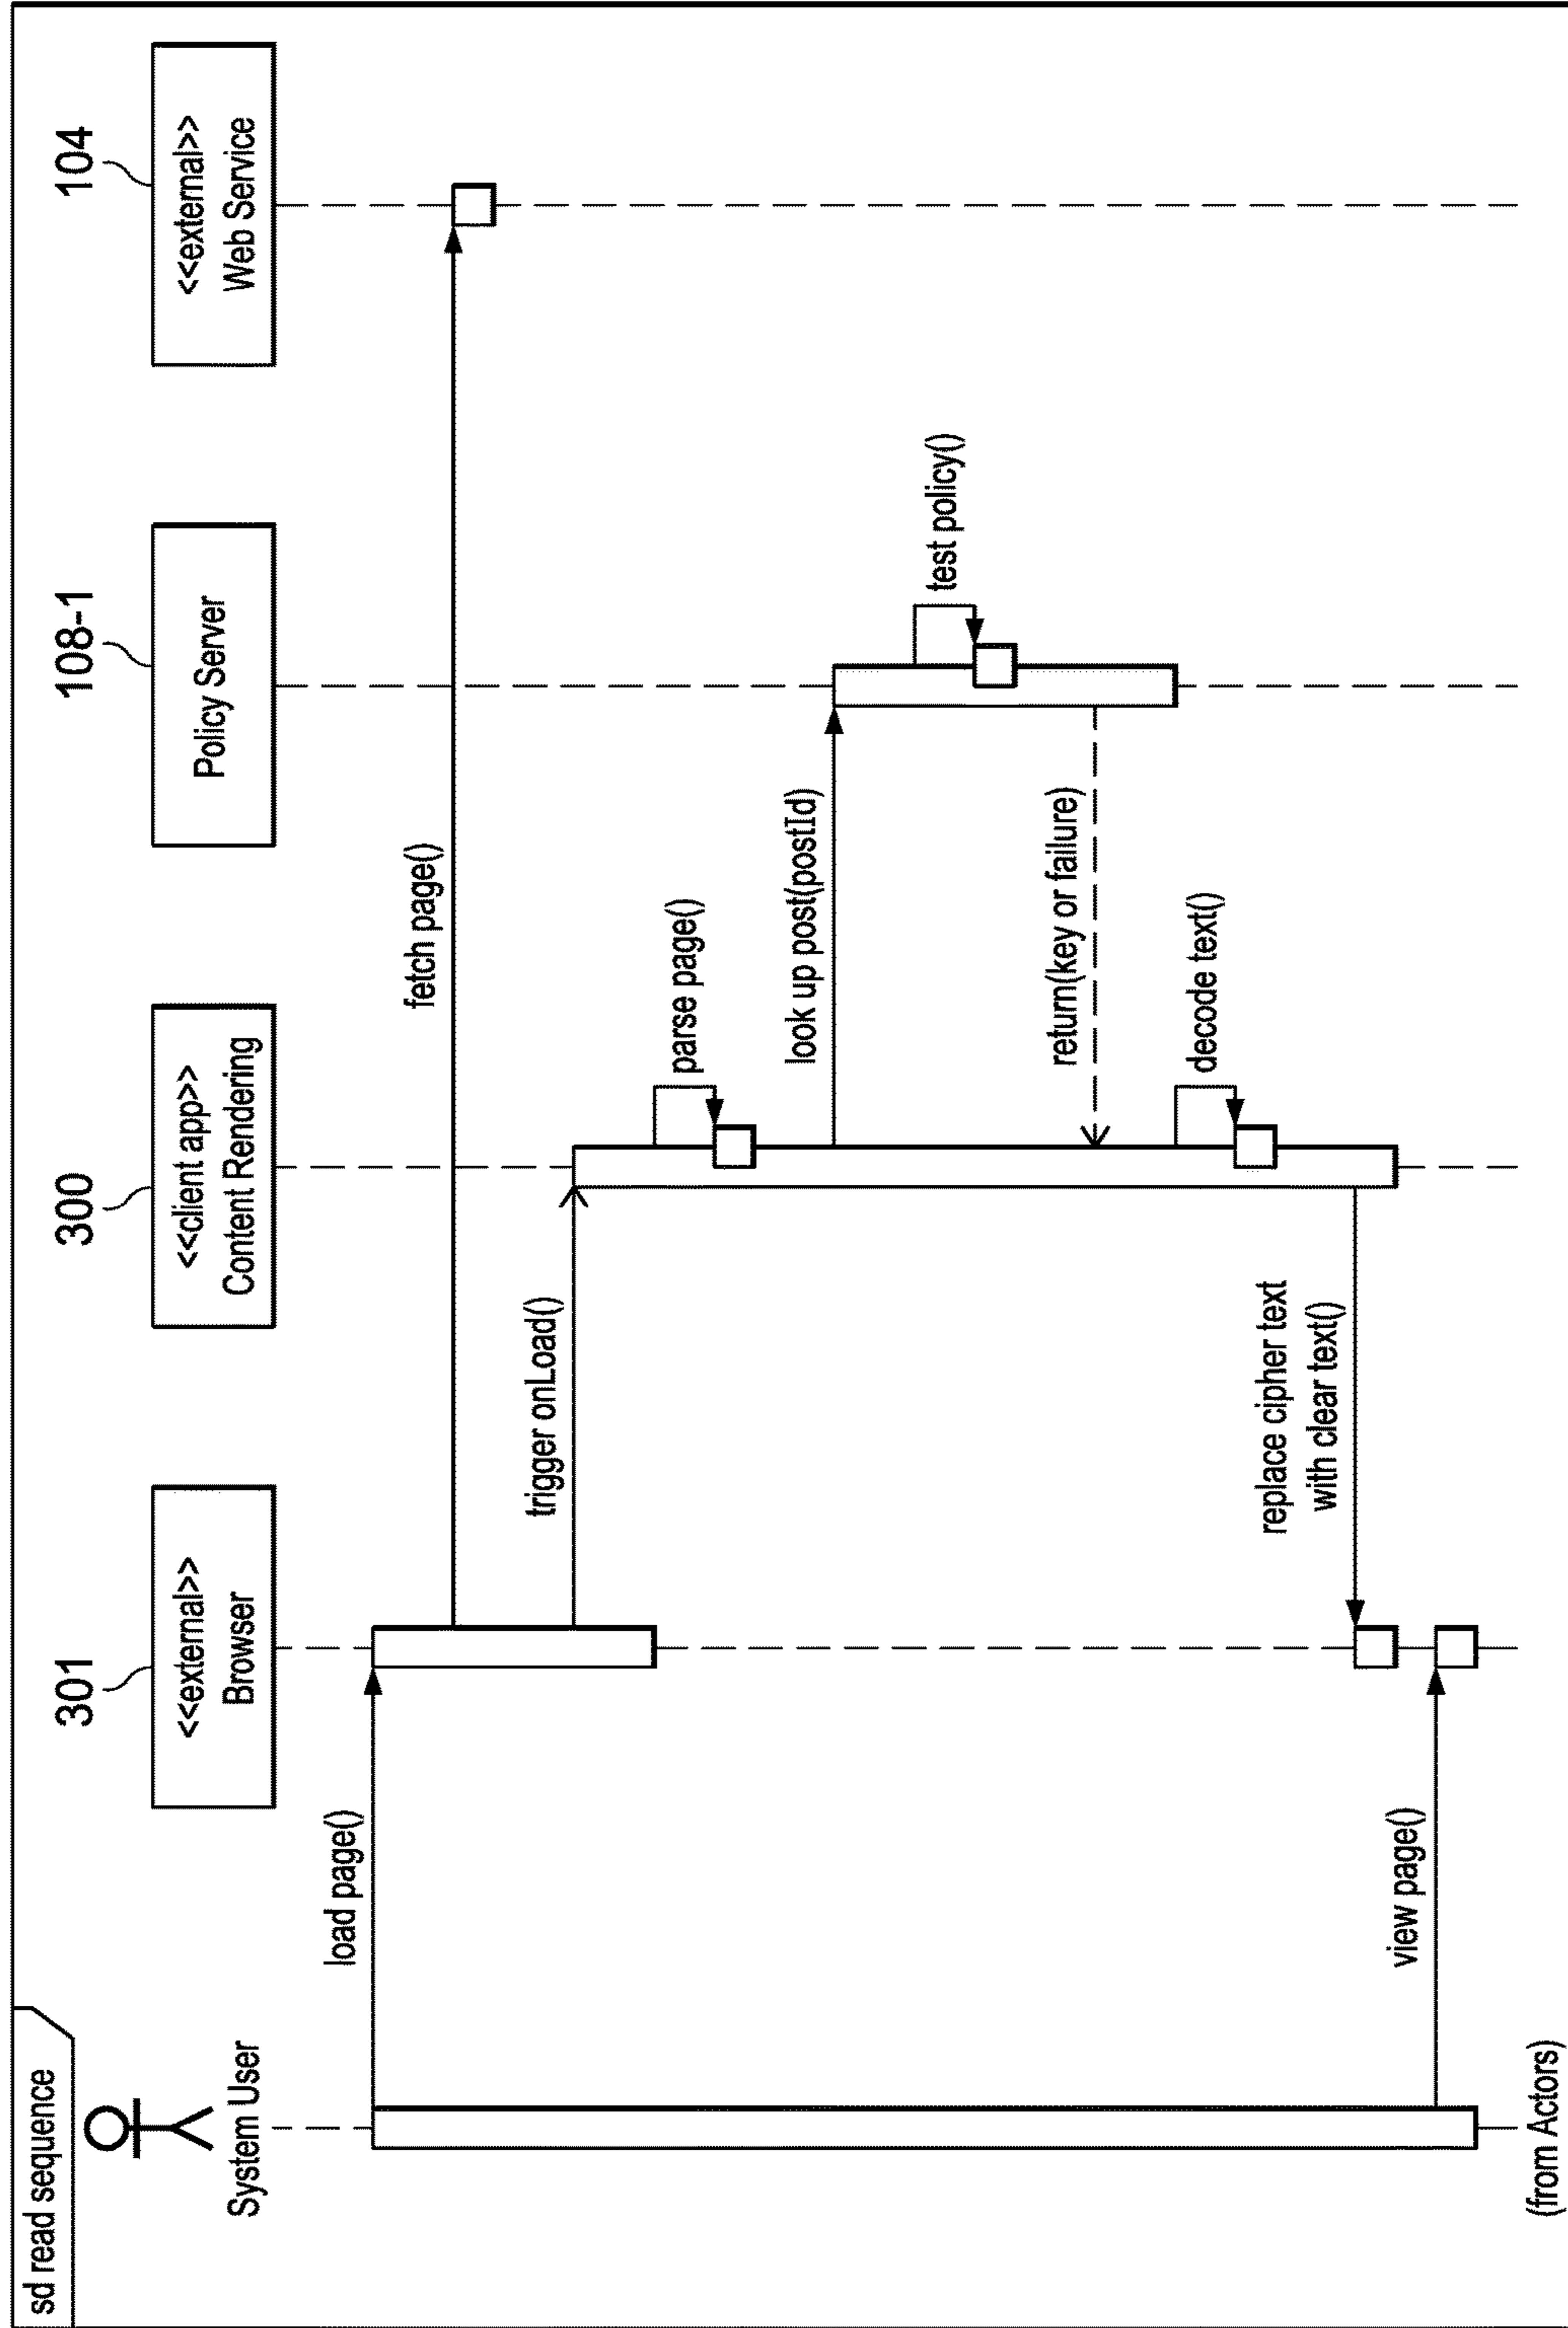 sd read sequence
System User
301
<<external>>
Browser
300
<<client app>>
Content Rendering
108-1
Policy Server
104
<<external>>
Web Service
load page()
fetch page()
trigger onLoad()
parse page()
look up post(postId)
test policy()
return(key or failure)
decode text()
replace cipher text
with clear text()
view page()
(from Actors)